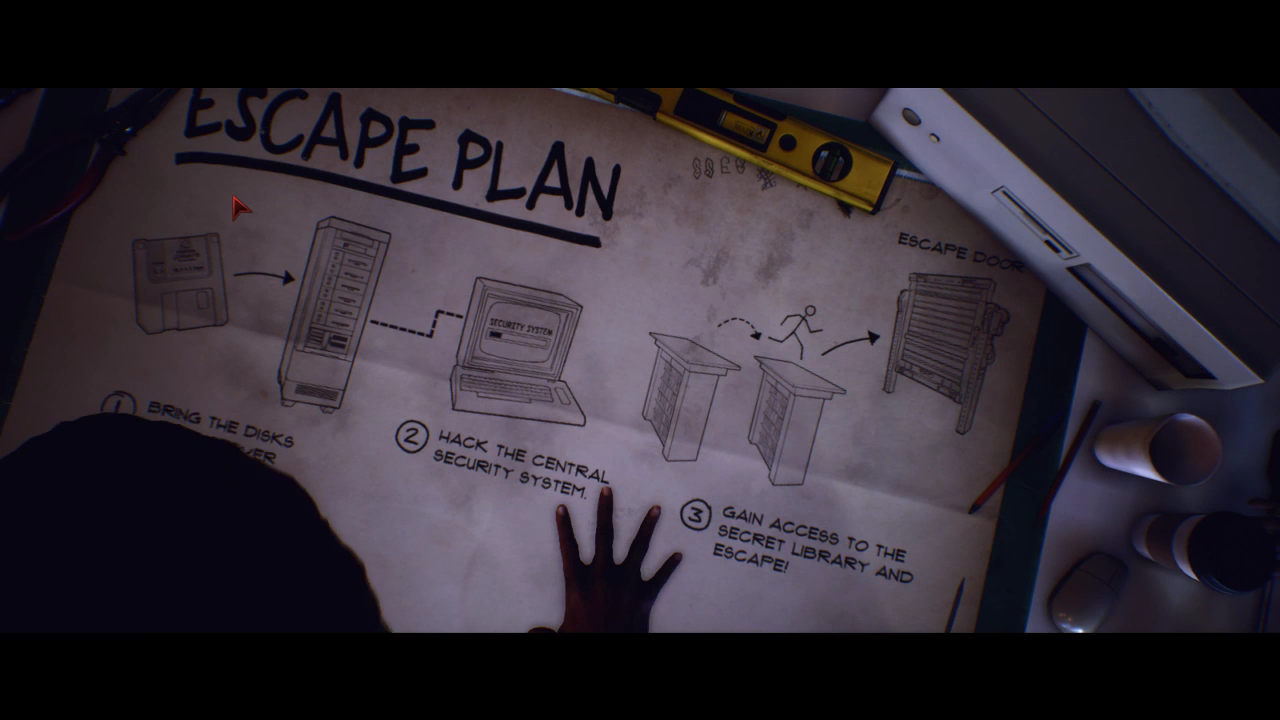 ESCAPE PLAN
ESCAPE DOOR
SECURITY SYSTEM
1 BRING THE DISKS
2 HACK THE CENTRAL
SECURITY SYSTEM.
3 GAIN ACCESS TO THE
SECRET LIBRARY AND
ESCAPE!